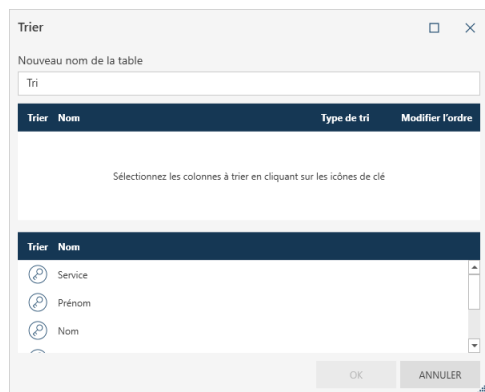 Trier
Nouveau nom de la table
Tri
Trier Nom Type de tri Modifier l'ordre
Sélectionnez les colonnes à trier en cliquant sur les icônes de clé
Trier Nom
Service
Prénom
Nom
OK ANNULER